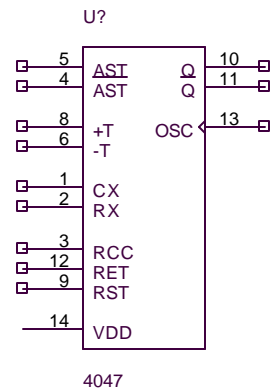 U?
5 AST Q 10
4 AST Q 11
8 +T OSC 13
6 -T
1 CX
2 RX
3 RCC
12 RET
9 RST
14 VDD
4047